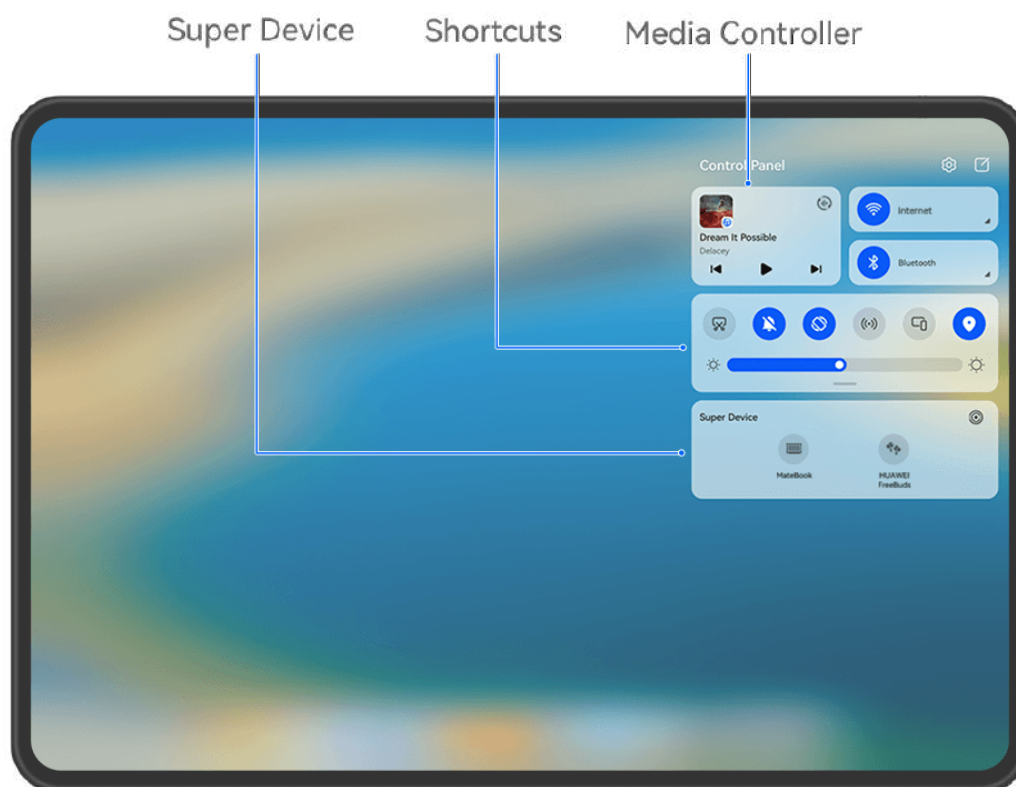 Super Device
Shortcuts
Media Controller
Control Panel
Dream It Possible
Delacey
Internet
Bluetooth
Super Device
MateBook
HUAWEI
FreeBuds